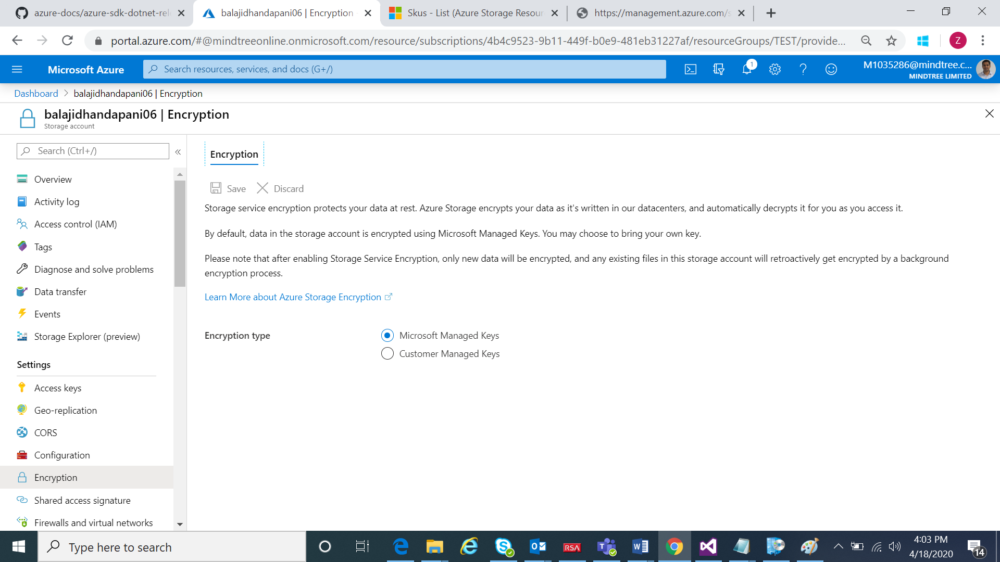 azure-docs/azure-sdk-dotnet-rel
balajidhandapani06 | Encryption
Skus - List (Azure Storage Resour
https://management.azure.com/s
portal.azure.com/#@mindtreeonline.onmicrosoft.com/resource/subscriptions/4b4c9523-9b11-449f-b0e9-481eb31227af/resourceGroups/TEST/provide...
Z
Microsoft Azure
Search resources, services, and docs (G+/)
1
M1035286@mindtree.c...
MINDTREE LIMITED
Dashboard > balajidhandapani06 | Encryption
balajidhandapani06 | Encryption
Storage account
Search (Ctrl+/)
«
Overview
Activity log
Access control (IAM)
Tags
Diagnose and solve problems
Data transfer
Events
Storage Explorer (preview)
Settings
Access keys
Geo-replication
CORS
Configuration
Encryption
Shared access signature
Firewalls and virtual networks
Encryption
Save
Discard
Storage service encryption protects your data at rest. Azure Storage encrypts your data as it's written in our datacenters, and automatically decrypts it for you as you access it.
By default, data in the storage account is encrypted using Microsoft Managed Keys. You may choose to bring your own key.
Please note that after enabling Storage Service Encryption, only new data will be encrypted, and any existing files in this storage account will retroactively get encrypted by a background
encryption process.
Learn More about Azure Storage Encryption
Encryption type
Microsoft Managed Keys
Customer Managed Keys
Type here to search
RSA
4:03 PM
4/18/2020
14